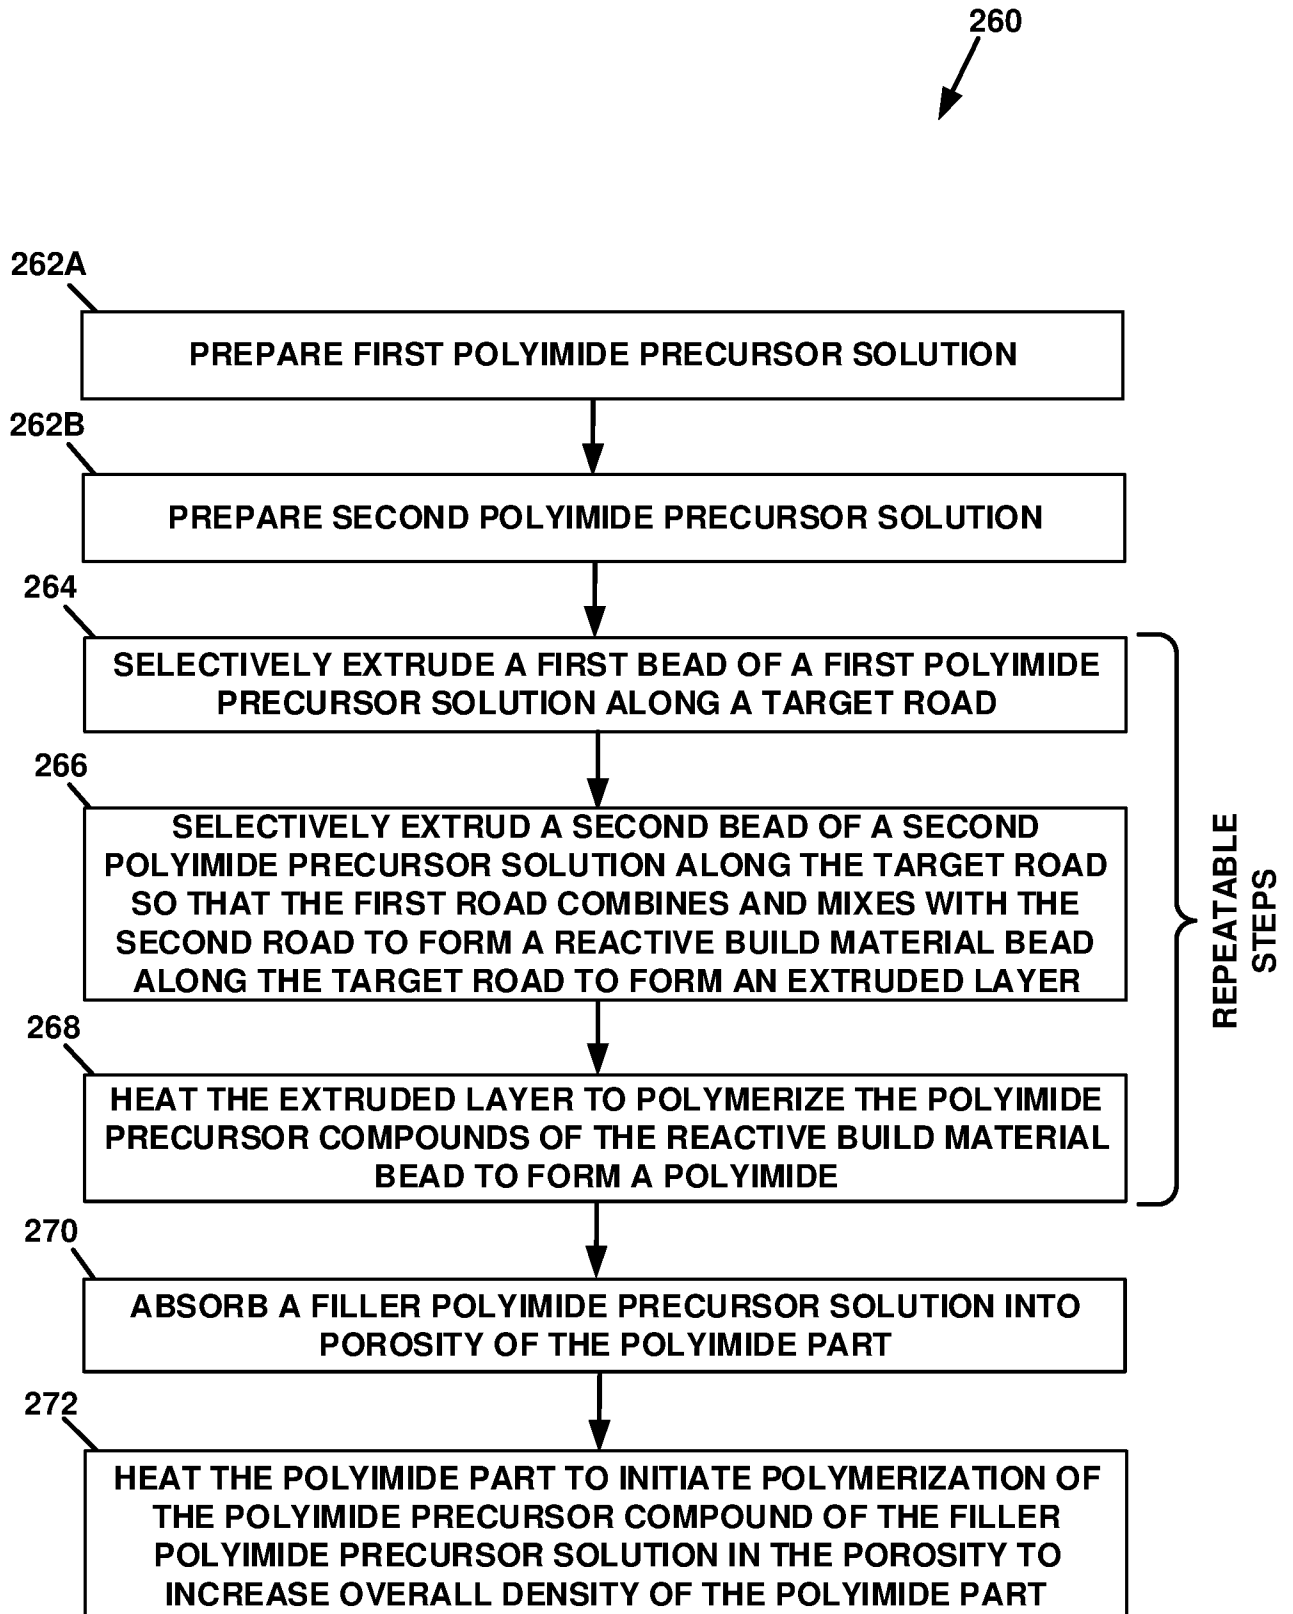 260
262A
PREPARE FIRST POLYIMIDE PRECURSOR SOLUTION
262B
PREPARE SECOND POLYIMIDE PRECURSOR SOLUTION
264
SELECTIVELY EXTRUDE A FIRST BEAD OF A FIRST POLYIMIDE
PRECURSOR SOLUTION ALONG A TARGET ROAD
266
SELECTIVELY EXTRUD A SECOND BEAD OF A SECOND
POLYIMIDE PRECURSOR SOLUTION ALONG THE TARGET ROAD
SO THAT THE FIRST ROAD COMBINES AND MIXES WITH THE
SECOND ROAD TO FORM A REACTIVE BUILD MATERIAL BEAD
ALONG THE TARGET ROAD TO FORM AN EXTRUDED LAYER
268
HEAT THE EXTRUDED LAYER TO POLYMERIZE THE POLYIMIDE
PRECURSOR COMPOUNDS OF THE REACTIVE BUILD MATERIAL
BEAD TO FORM A POLYIMIDE
REPEATABLE
STEPS
270
ABSORB A FILLER POLYIMIDE PRECURSOR SOLUTION INTO
POROSITY OF THE POLYIMIDE PART
272
HEAT THE POLYIMIDE PART TO INITIATE POLYMERIZATION OF
THE POLYIMIDE PRECURSOR COMPOUND OF THE FILLER
POLYIMIDE PRECURSOR SOLUTION IN THE POROSITY TO
INCREASE OVERALL DENSITY OF THE POLYIMIDE PART